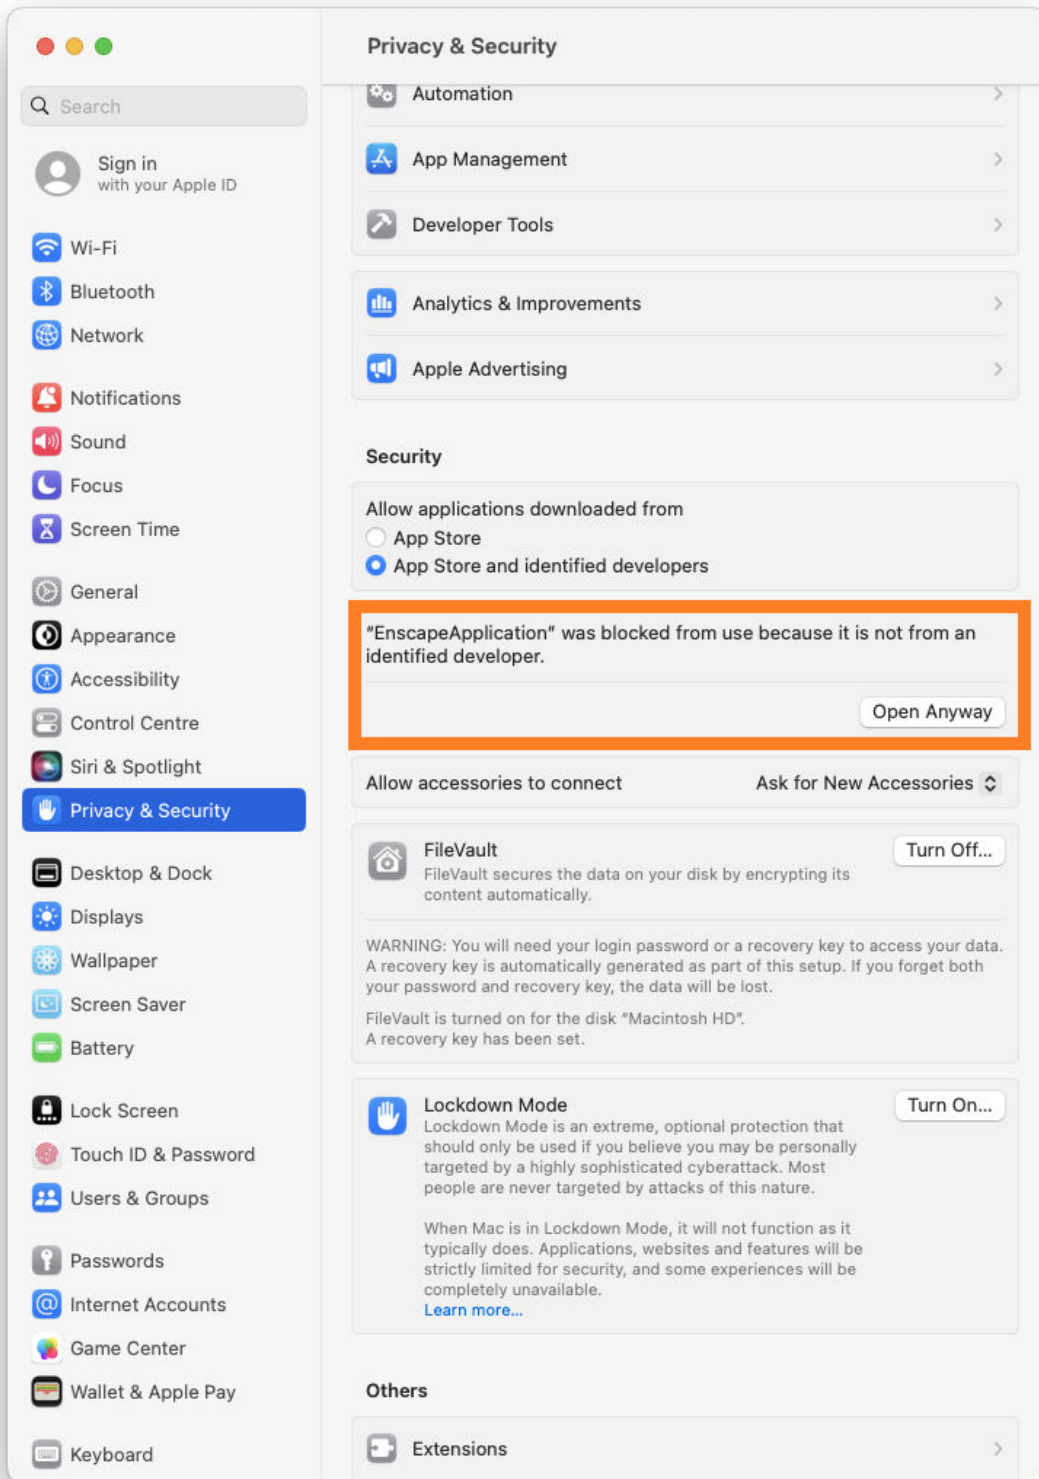 Privacy & Security
Search
Sign in
with your Apple ID
Wi-Fi
Bluetooth
Network
Notifications
Sound
Focus
Screen Time
General
Appearance
Accessibility
Control Centre
Siri & Spotlight
Privacy & Security
Desktop & Dock
Displays
Wallpaper
Screen Saver
Battery
Lock Screen
Touch ID & Password
Users & Groups
Passwords
Internet Accounts
Game Center
Wallet & Apple Pay
Keyboard
Automation
App Management
Developer Tools
Analytics & Improvements
Apple Advertising
Security
Allow applications downloaded from
App Store
App Store and identified developers
“EnscapeApplication” was blocked from use because it is not from an
identified developer.
Open Anyway
Allow accessories to connect
Ask for New Accessories
FileVault
Turn Off...
FileVault secures the data on your disk by encrypting its
content automatically.
WARNING: You will need your login password or a recovery key to access your data.
A recovery key is automatically generated as part of this setup. If you forget both
your password and recovery key, the data will be lost.
FileVault is turned on for the disk “Macintosh HD”.
A recovery key has been set.
Lockdown Mode
Turn On...
Lockdown Mode is an extreme, optional protection that
should only be used if you believe you may be personally
targeted by a highly sophisticated cyberattack. Most
people are never targeted by attacks of this nature.
When Mac is in Lockdown Mode, it will not function as it
typically does. Applications, websites and features will be
strictly limited for security, and some experiences will be
completely unavailable.
Learn more...
Others
Extensions